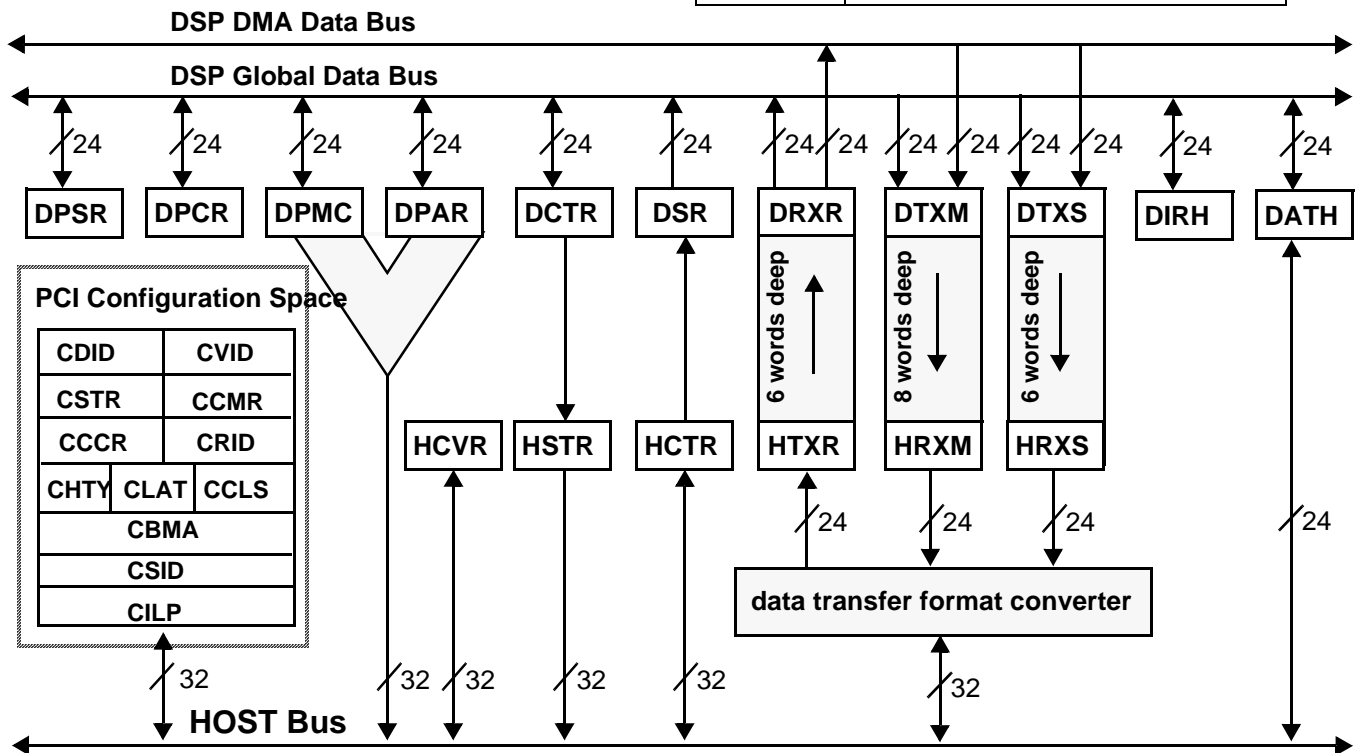 DSP DMA Data Bus
DSP Global Data Bus
24 24 24 24 24 24 24 24 24 24 24 24 24 24
DPSR DPCR DPMC DPAR DCTR DSR DRXR DTXM DTXS DIRH DATH
6 words deep
8 words deep
6 words deep
PCI Configuration Space
CDID CVID
CSTR CCMR
CCCR CRID
CHTY CLAT CCLS
CBMA
CSID
CILP
HCVR HSTR HCTR HTXR HRXM HRXS
24 24 24 24
data transfer format converter
32 32 32 32 32 32
HOST Bus